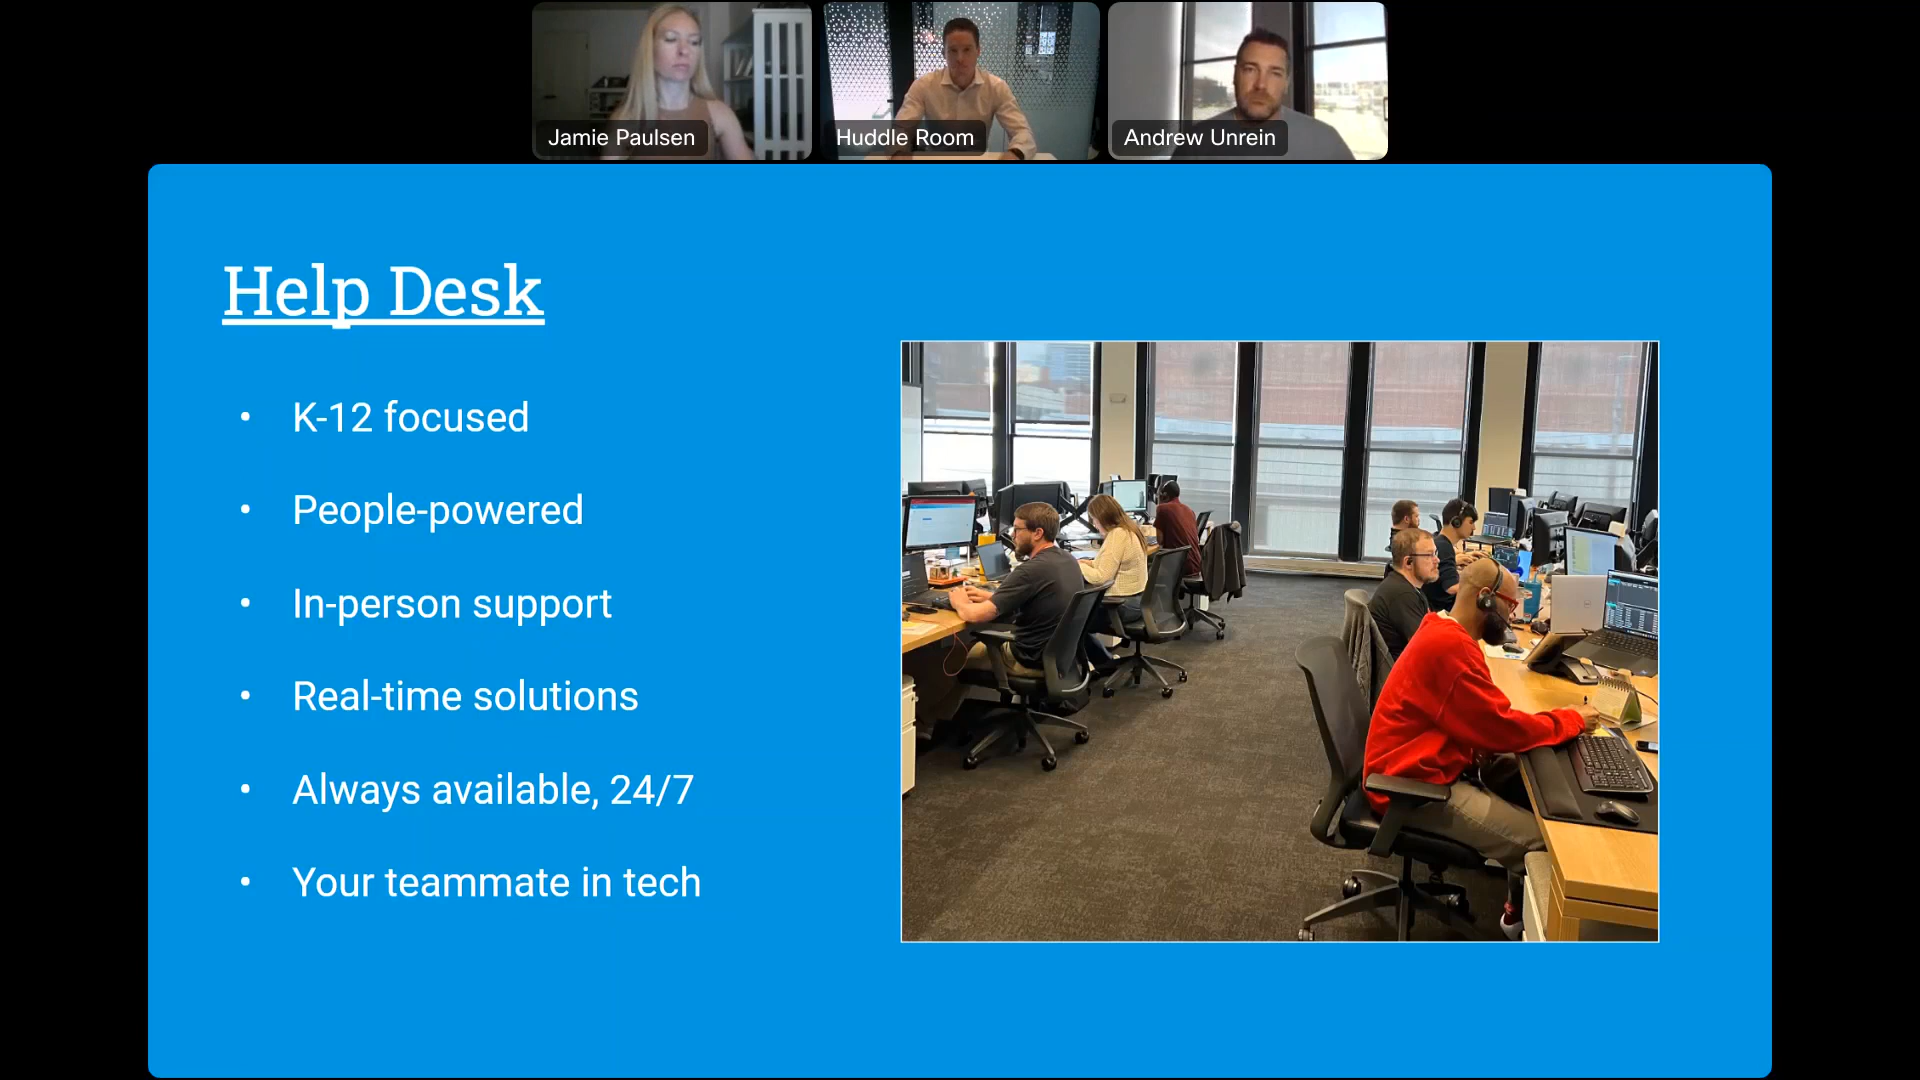 Jamie Paulsen
Huddle Room
Andrew Unrein
Help Desk
• K-12 focused
• People-powered
• In-person support
• Real-time solutions
• Always available, 24/7
• Your teammate in tech